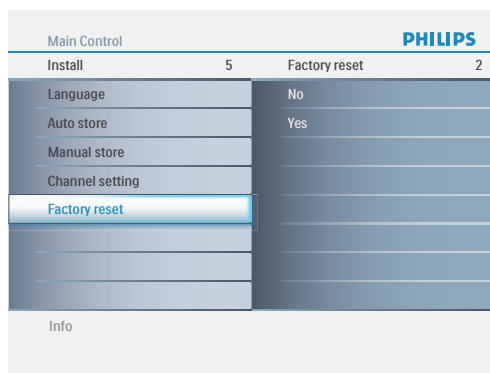 Main Control PHILIPS
Install 5 Factory reset 2
Language No
Auto store Yes
Manual store
Channel setting
Factory reset
Info